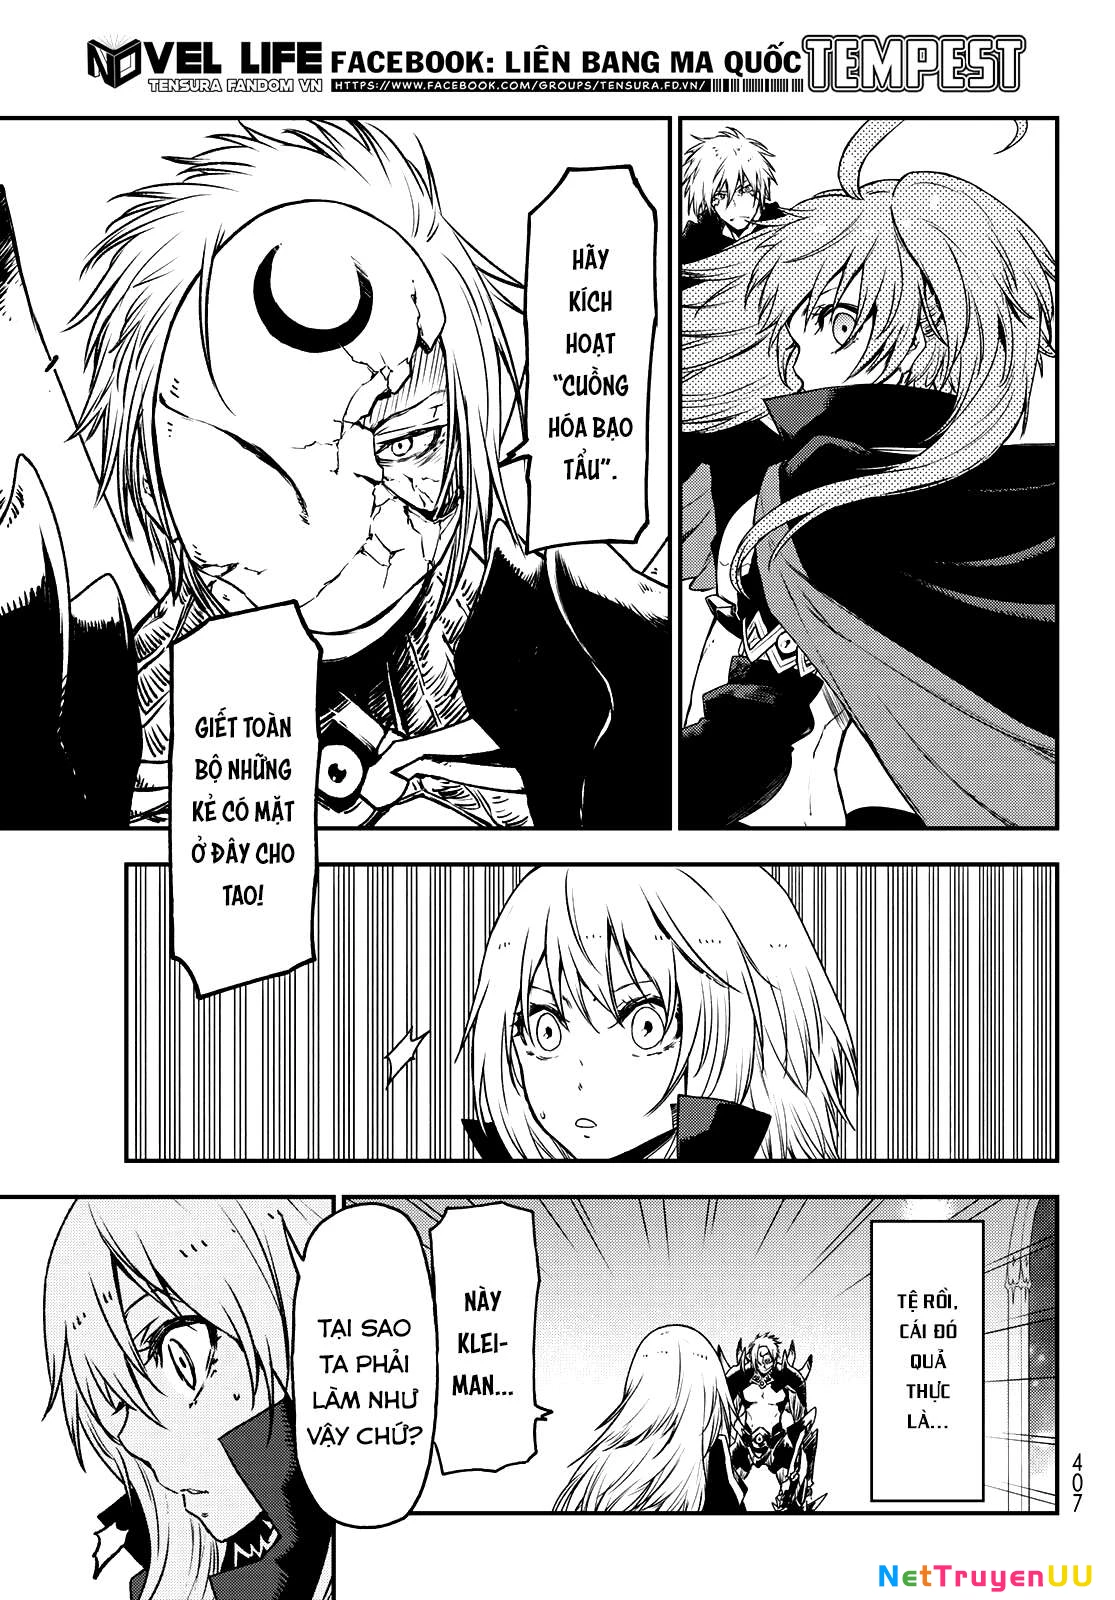 NOVEL LIFE
TENSURA FANDOM VN
FACEBOOK: LIÊN BANG MA QUỐC
HTTPS://WWW.FACEBOOK.COM/GROUPS/TENSURA.FD.VN/
TEMPEST
HÃY
KÍCH
HOẠT
“CUỒNG
HÓA BẠO
TẨU”.
GIẾT TOÀN
BỘ NHỮNG
KẺ CÓ MẶT
Ở ĐÂY CHO
TAO!
TỆ RỒI,
CÁI ĐÓ
QUẢ
THỰC
LÀ...
NÀY
KLEI-
MAN...
TẠI SAO
TA PHẢI
LÀM NHƯ
VẬY CHỨ?
407
NetTruyenUU